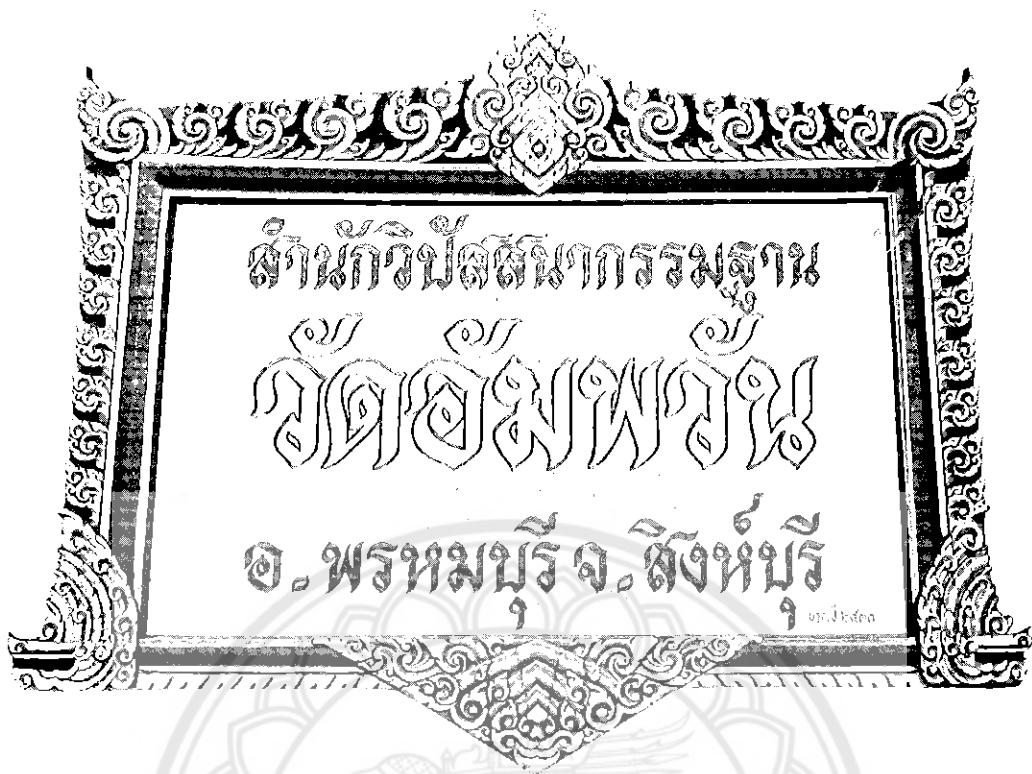 สำนักวิปัสสนากรรมฐาน
วัดอัมพวัน
อ. พรหมบุรี จ. สิงห์บุรี